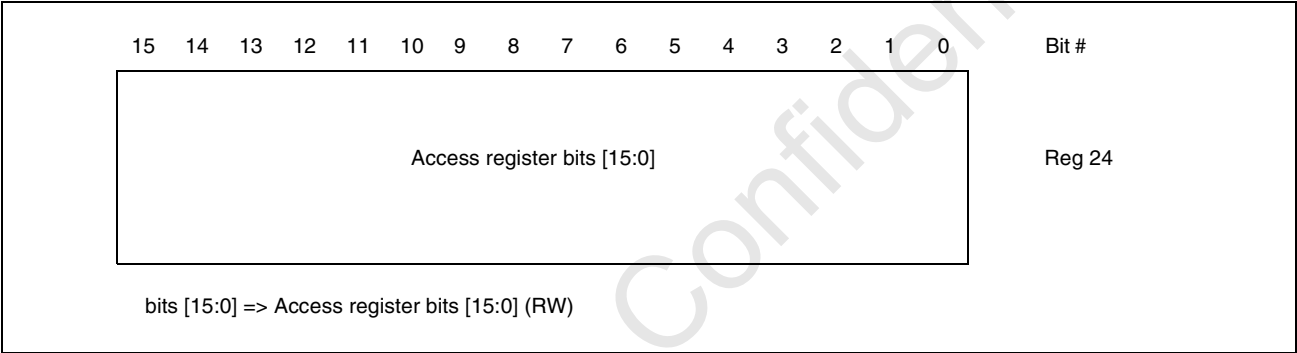 15 14 13 12 11 10 9 8 7 6 5 4 3 2 1 0 Bit #
Access register bits [15:0] Reg 24
bits [15:0] => Access register bits [15:0] (RW)